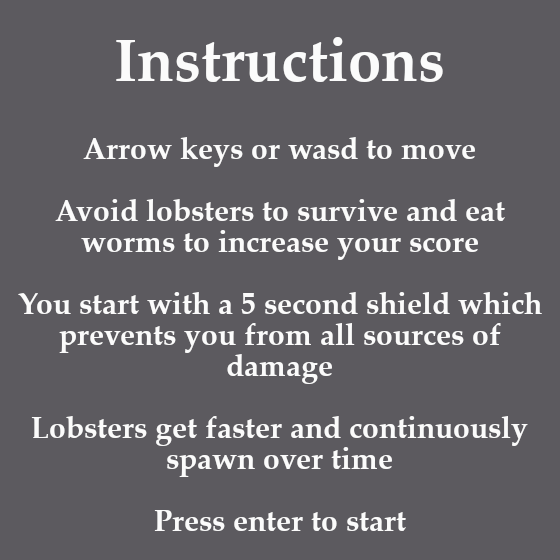 Instructions
Arrow keys or wasd to move
Avoid lobsters to survive and eat
worms to increase your score
You start with a 5 second shield which
prevents you from all sources of
damage
Lobsters get faster and continuously
spawn over time
Press enter to start